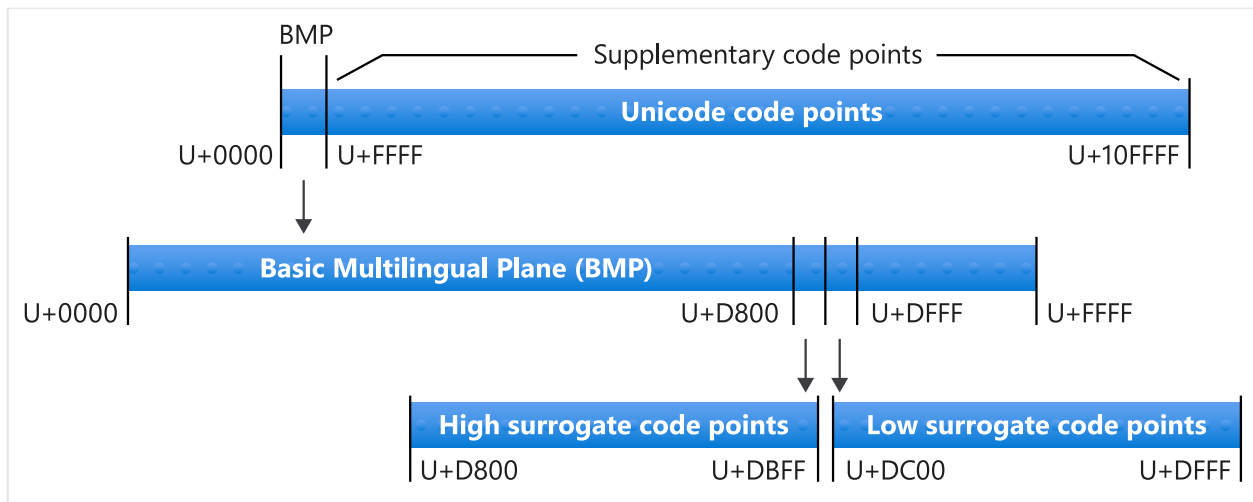 BMP
Supplementary code points
Unicode code points
U+0000 U+FFFF U+10FFFF
Basic Multilingual Plane (BMP)
U+0000 U+D800 U+DFFF U+FFFF
High surrogate code points Low surrogate code points
U+D800 U+DBFF U+DC00 U+DFFF